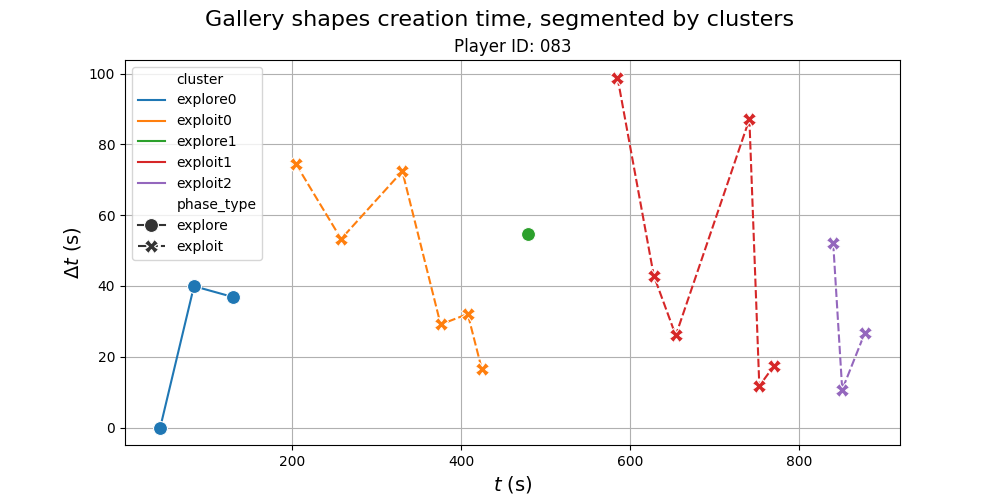 Gallery shapes creation time, segmented by clusters
Player ID: 083
100
80
60
40
20
0
Δt (s)
cluster
explore0
exploit0
explore1
exploit1
exploit2
phase_type
explore
exploit
200
400
600
800
t (s)